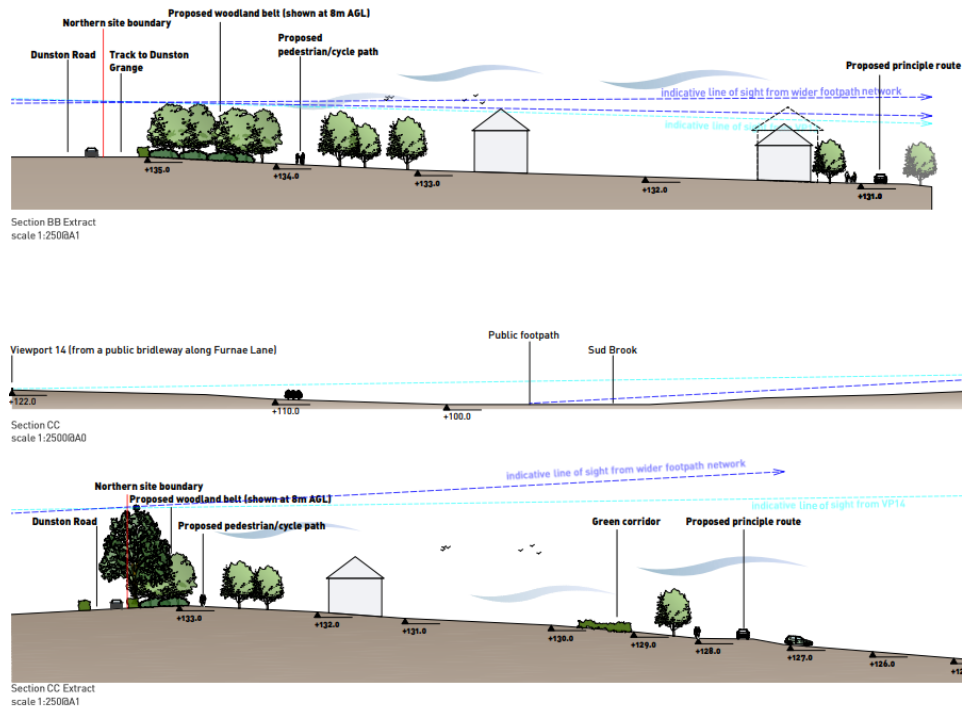 Proposed woodland belt (shown at 8m AGL)
Northern site boundary
Proposed
pedestrian/cycle path
Dunston Road
Track to Dunston
Grange
Proposed principle route
indicative line of sight from wider footpath network
indicative line of sight
+135.0
+134.0
+133.0
+132.0
+131.0
Section BB Extract
scale 1:250@A1
Public footpath
Viewport 14 (from a public bridleway along Furnae Lane)
Sud Brook
+122.0
+110.0
+100.0
Section CC
scale 1:2500@A0
indicative line of sight from wider footpath network
Northern site boundary
Proposed woodland belt (shown at 8m AGL)
Indicative line of sight from VP14
Dunston Road
Proposed pedestrian/cycle path
Green corridor
Proposed principle route
+133.0
+132.0
+131.0
+130.0
+129.0
+128.0
+127.0
+126.0
Section CC Extract
scale 1:250@A1